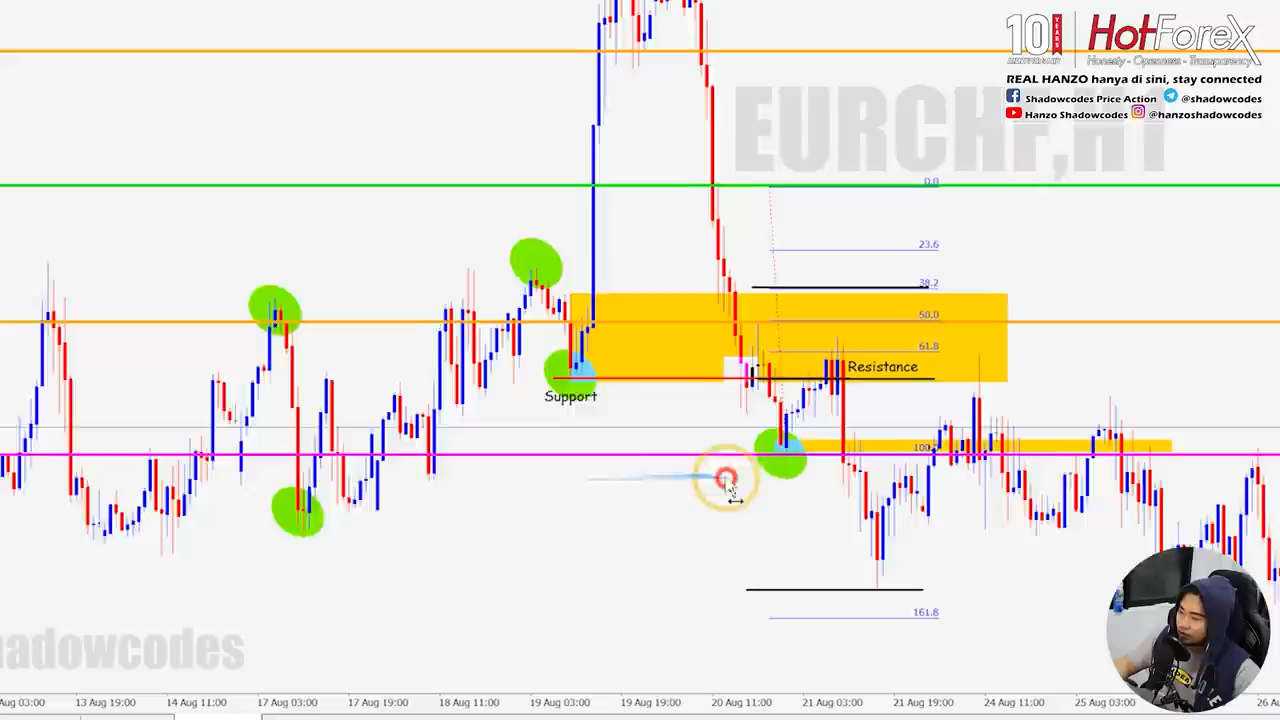 10 YEARS
ANNIVERSARY
HotForex
Honesty - Openness - Transparency
REAL HANZO hanya di sini, stay connected
Shadowcodes Price Action @shadowcodes
Hanzo Shadowcodes @hanzoshadowcodes
EURCHF,H1
0.0
23.6
38.2
50.0
61.8
Resistance
Support
100.
161.8
adowcodes
Aug 03:00 13 Aug 19:00 14 Aug 11:00 17 Aug 03:00 17 Aug 19:00 18 Aug 11:00 19 Aug 03:00 19 Aug 19:00 20 Aug 11:00 21 Aug 03:00 21 Aug 19:00 24 Aug 11:00 25 Aug 03:00 26 A